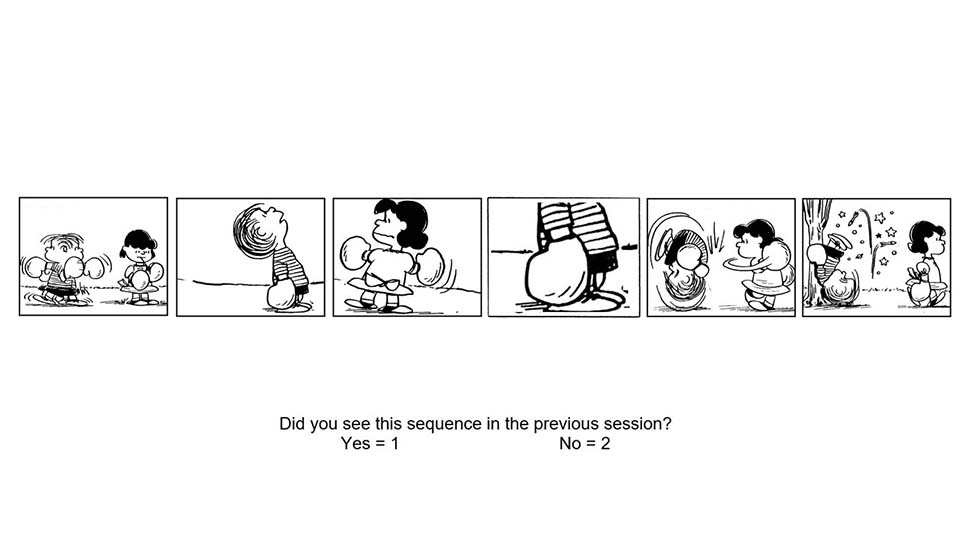 Did you see this sequence in the previous session?
Yes = 1 No = 2